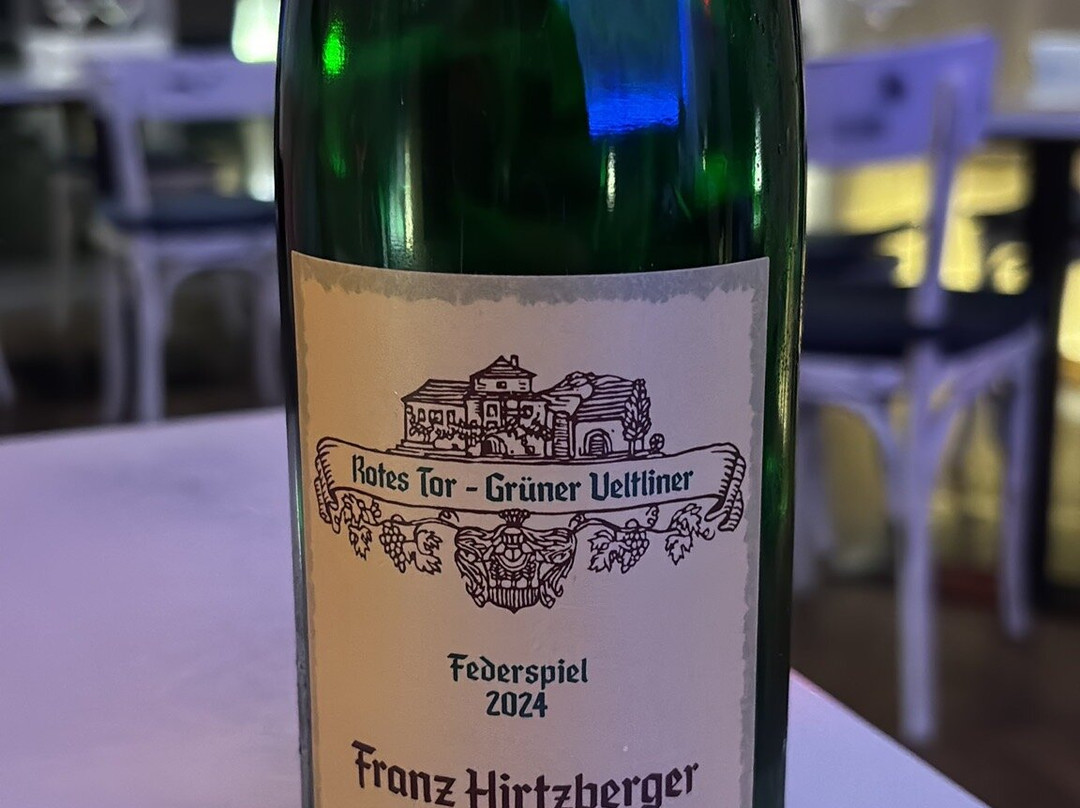 Rotes Tor - Grüner Veltliner
Federspiel
2024
Franz Hirtzberger